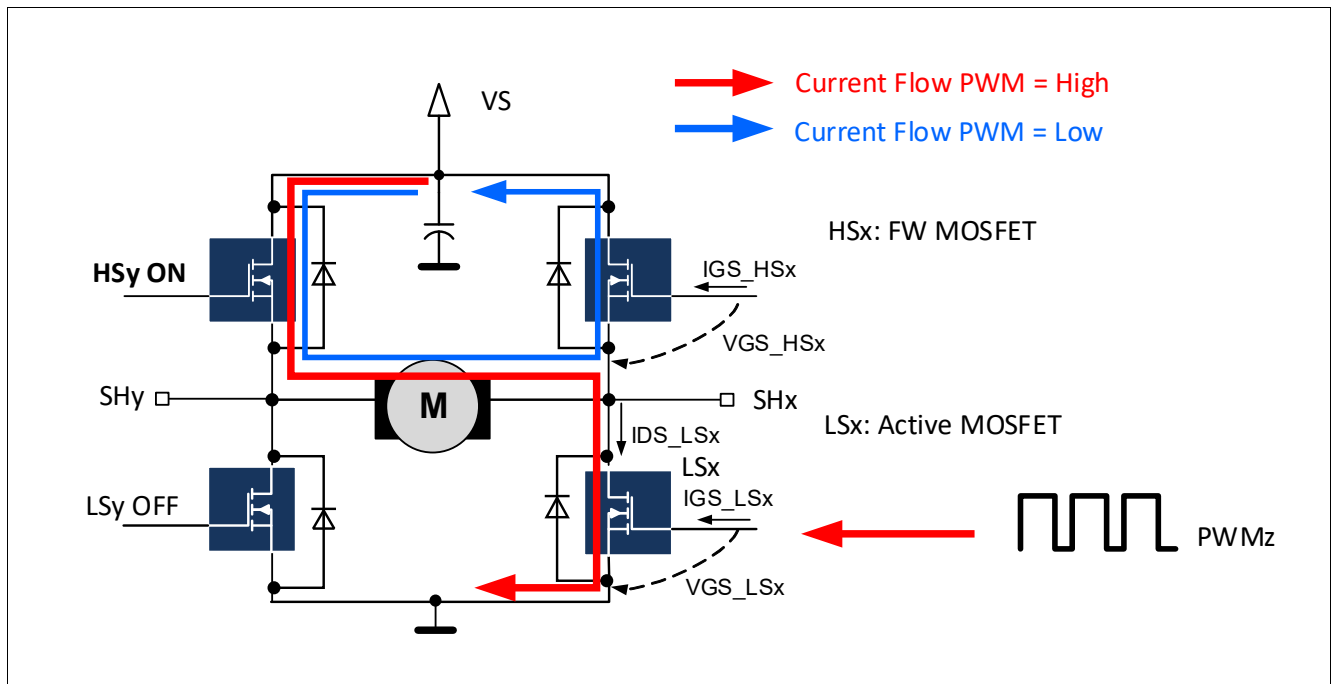 VS
Current Flow PWM = High
Current Flow PWM = Low
HSx: FW MOSFET
HSy ON
IGS_HSx
VGS_HSx
SHy
M
SHx
LSx: Active MOSFET
IDS_LSx
LSx
IGS_LSx
LSy OFF
PWMz
VGS_LSx